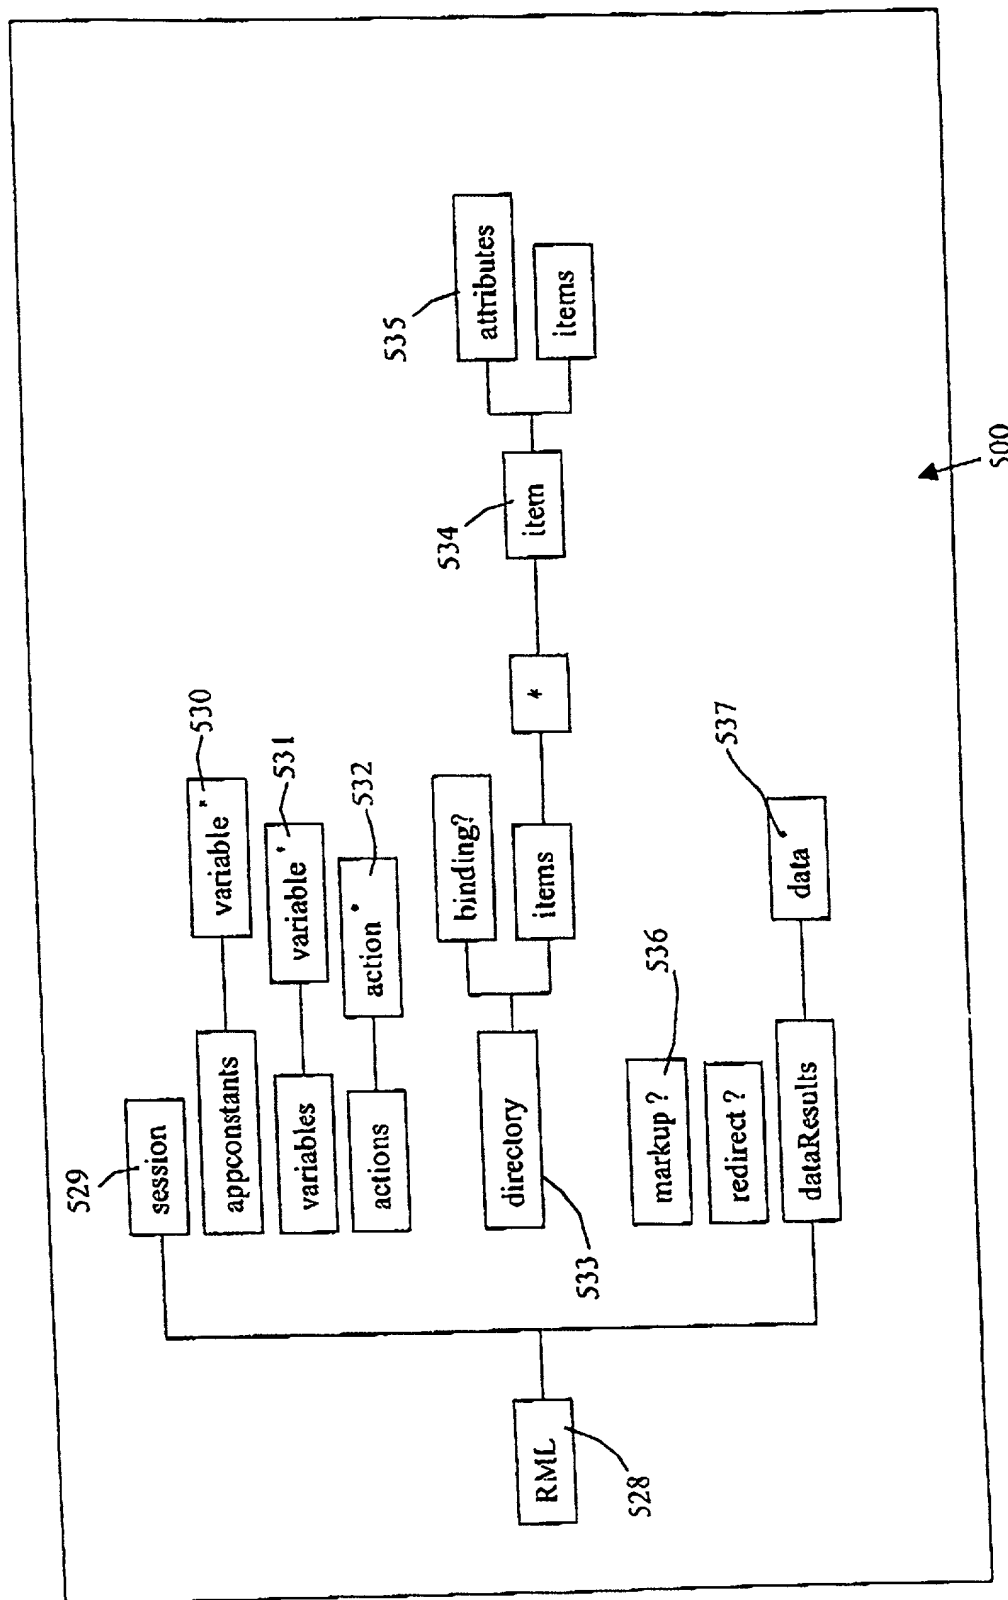 529
session
appconstants
variable *
530
variables
variable *
531
actions
action *
532
RML
528
directory
533
binding?
items
*
item
534
attributes
535
items
markup ?
536
redirect ?
dataResults
data *
537
500